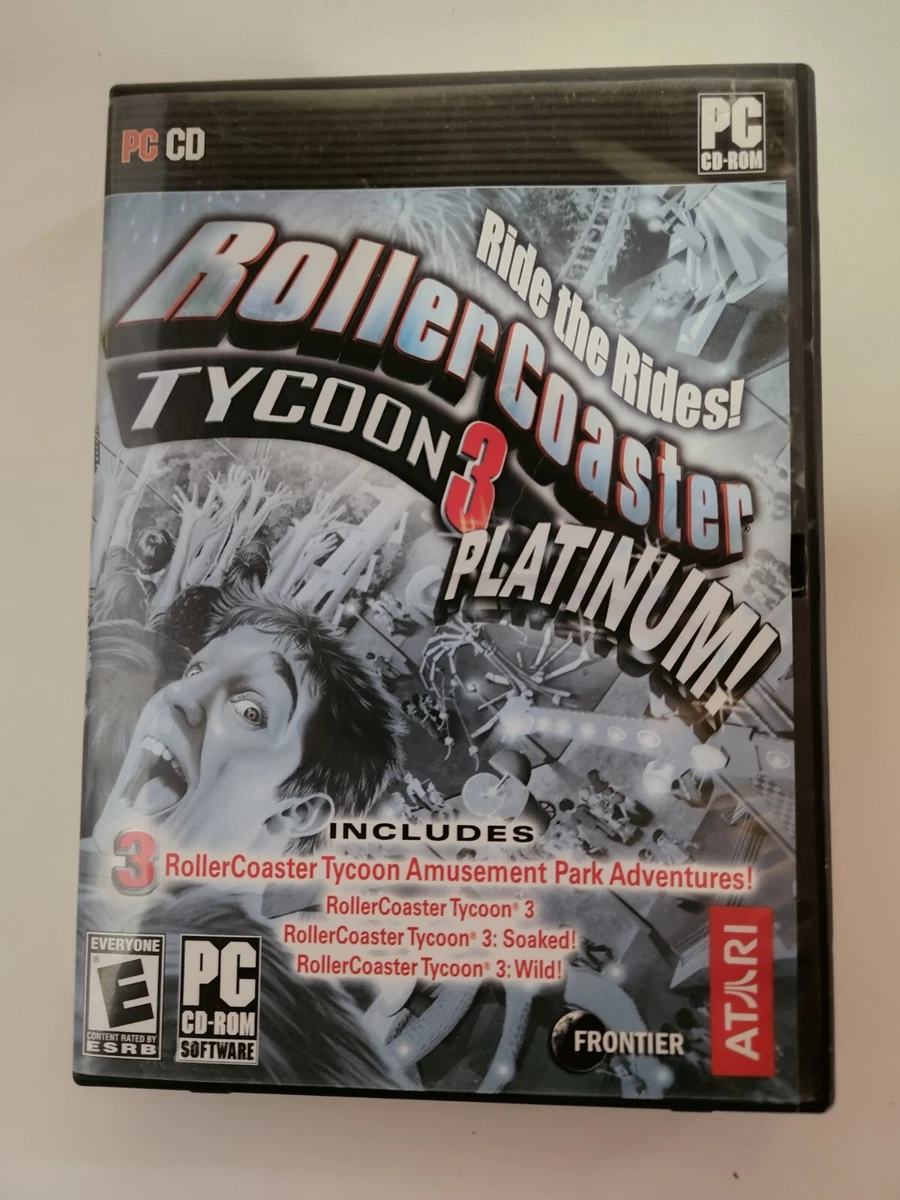 PC CD
PC
CD-ROM
Ride the Rides!
RollerCoaster®
TYCOON 3
PLATINUM!
INCLUDES
3 RollerCoaster Tycoon Amusement Park Adventures!
RollerCoaster Tycoon® 3
RollerCoaster Tycoon® 3: Soaked!
RollerCoaster Tycoon® 3: Wild!
EVERYONE
E
CONTENT RATED BY
ESRB
PC
CD-ROM
SOFTWARE
FRONTIER
ATARI